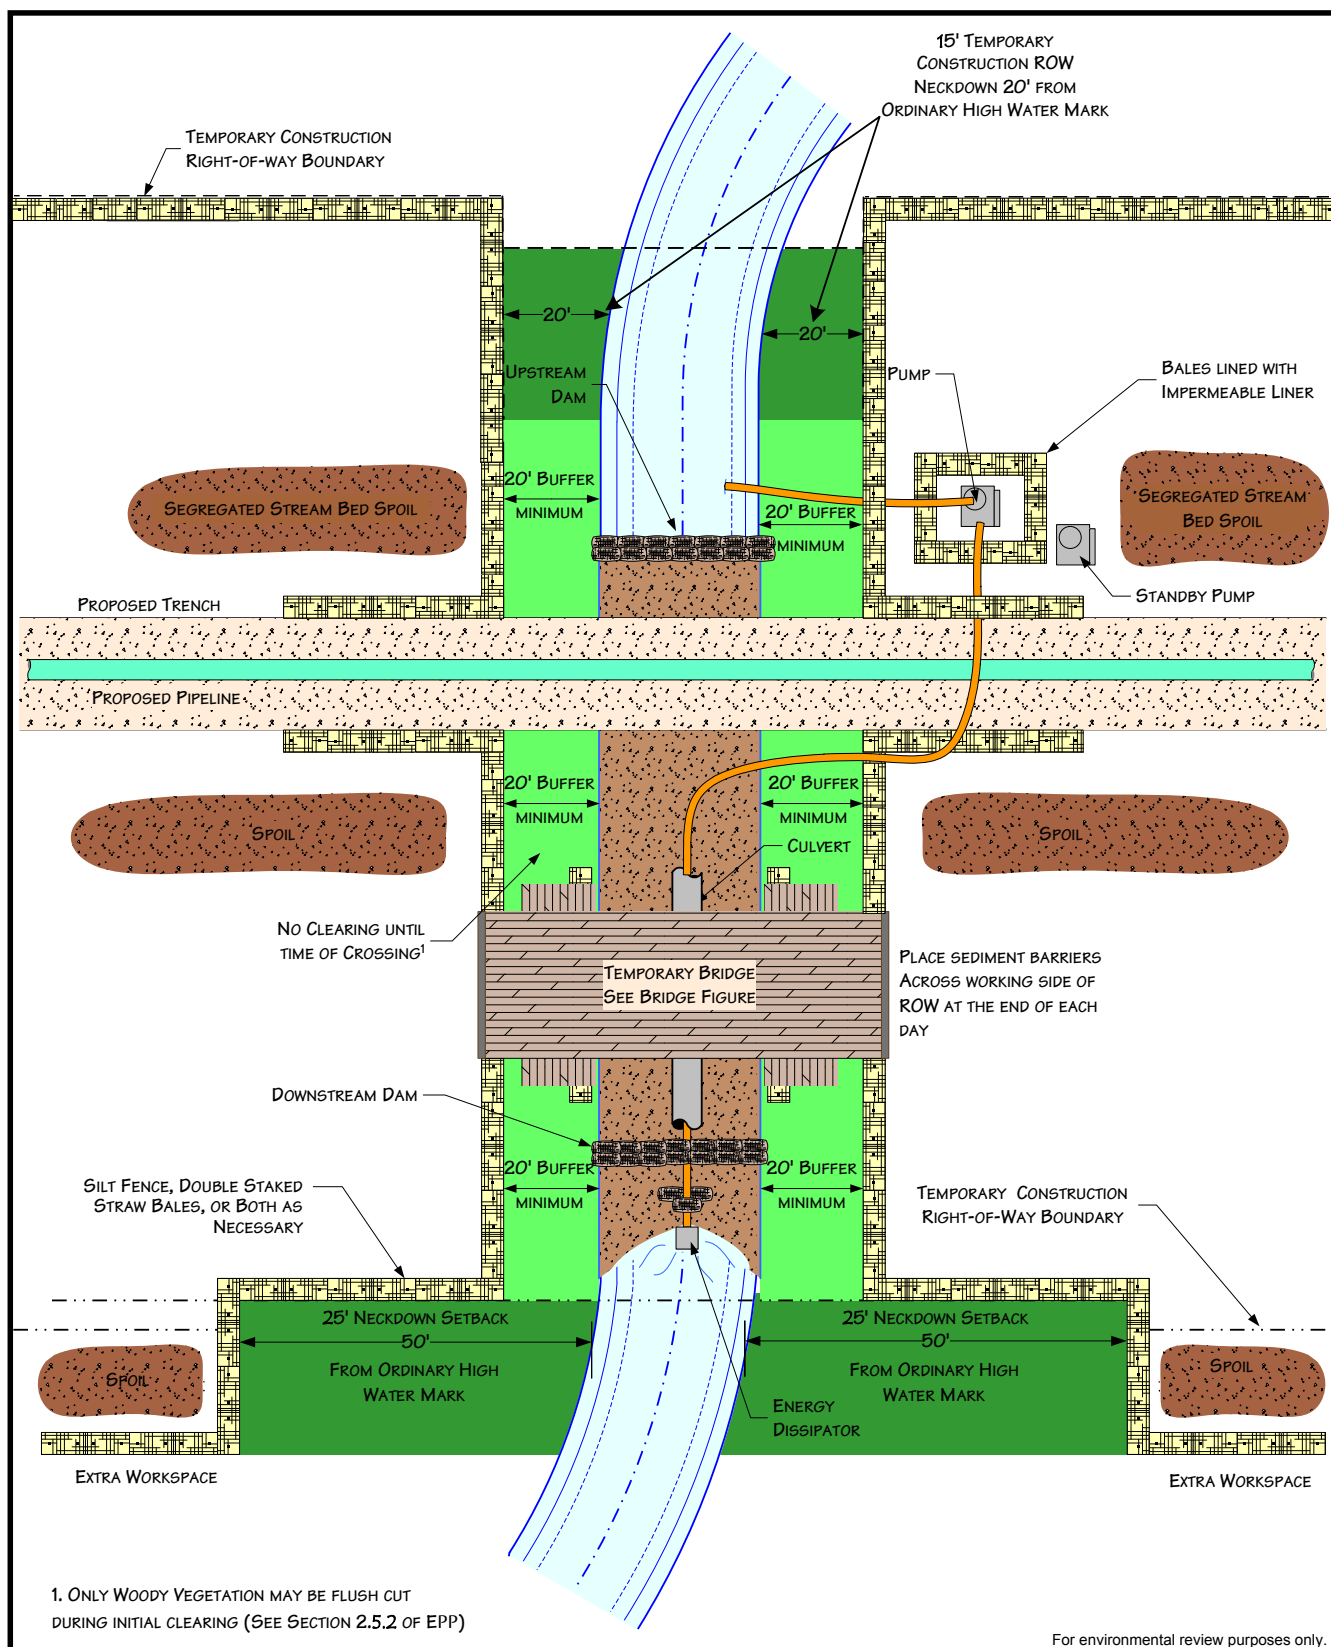 15' Temporary
Construction ROW
Neckdown 20' from
Ordinary High Water Mark
Temporary Construction
Right-of-way Boundary
20'
20'
Upstream
Dam
Pump
Bales lined with
Impermeable Liner
20' Buffer
minimum
20' Buffer
minimum
Segregated Stream Bed Spoil
Segregated Stream
Bed Spoil
Standby Pump
Proposed Trench
Proposed Pipeline
20' Buffer
minimum
20' Buffer
minimum
Spoil
Spoil
Culvert
No Clearing until
time of Crossing1
Temporary Bridge
See Bridge Figure
Place sediment barriers
Across working side of
ROW at the end of each
day
Downstream Dam
20' Buffer
minimum
20' Buffer
minimum
Silt Fence, Double Staked
Straw Bales, or Both as
Necessary
Temporary Construction
Right-of-Way Boundary
25' Neckdown Setback
50'
From Ordinary High
Water Mark
25' Neckdown Setback
50'
From Ordinary High
Water Mark
Spoil
Spoil
Energy
Dissipator
Extra Workspace
Extra Workspace
1. Only Woody Vegetation may be flush cut
during initial clearing (See Section 2.5.2 of EPP)
For environmental review purposes only.